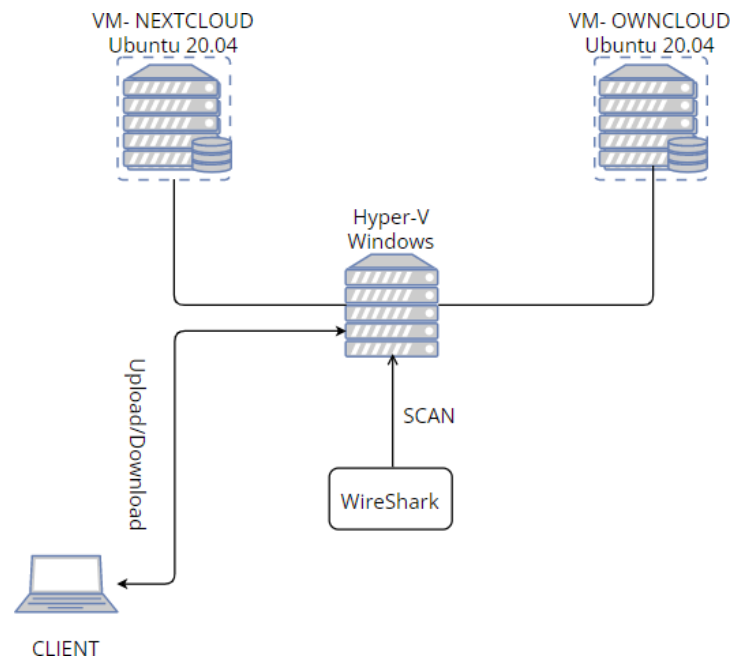 VM- NEXTCLOUD
Ubuntu 20.04
VM- OWNCLOUD
Ubuntu 20.04
Hyper-V
Windows
Upload/Download
SCAN
WireShark
CLIENT